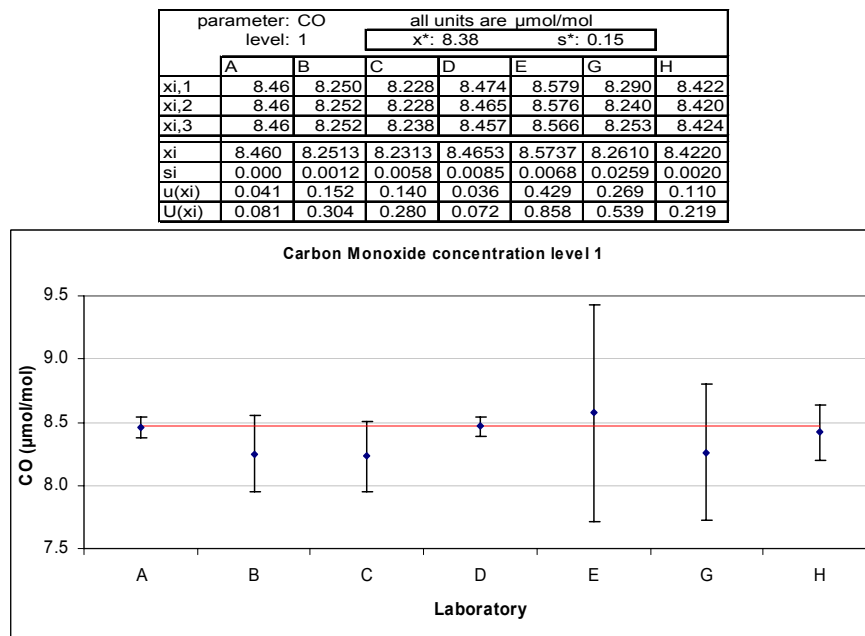 parameter: CO all units are µmol/mol
level: 1 x*: 8.38 s*: 0.15
A B C D E G H
xi,1 8.46 8.250 8.228 8.474 8.579 8.290 8.422
xi,2 8.46 8.252 8.228 8.465 8.576 8.240 8.420
xi,3 8.46 8.252 8.238 8.457 8.566 8.253 8.424
xi 8.460 8.2513 8.2313 8.4653 8.5737 8.2610 8.4220
si 0.000 0.0012 0.0058 0.0085 0.0068 0.0259 0.0020
u(xi) 0.041 0.152 0.140 0.036 0.429 0.269 0.110
U(xi) 0.081 0.304 0.280 0.072 0.858 0.539 0.219
Carbon Monoxide concentration level 1
CO (µmol/mol)
9.5
9.0
8.5
8.0
7.5
A B C D E G H
Laboratory